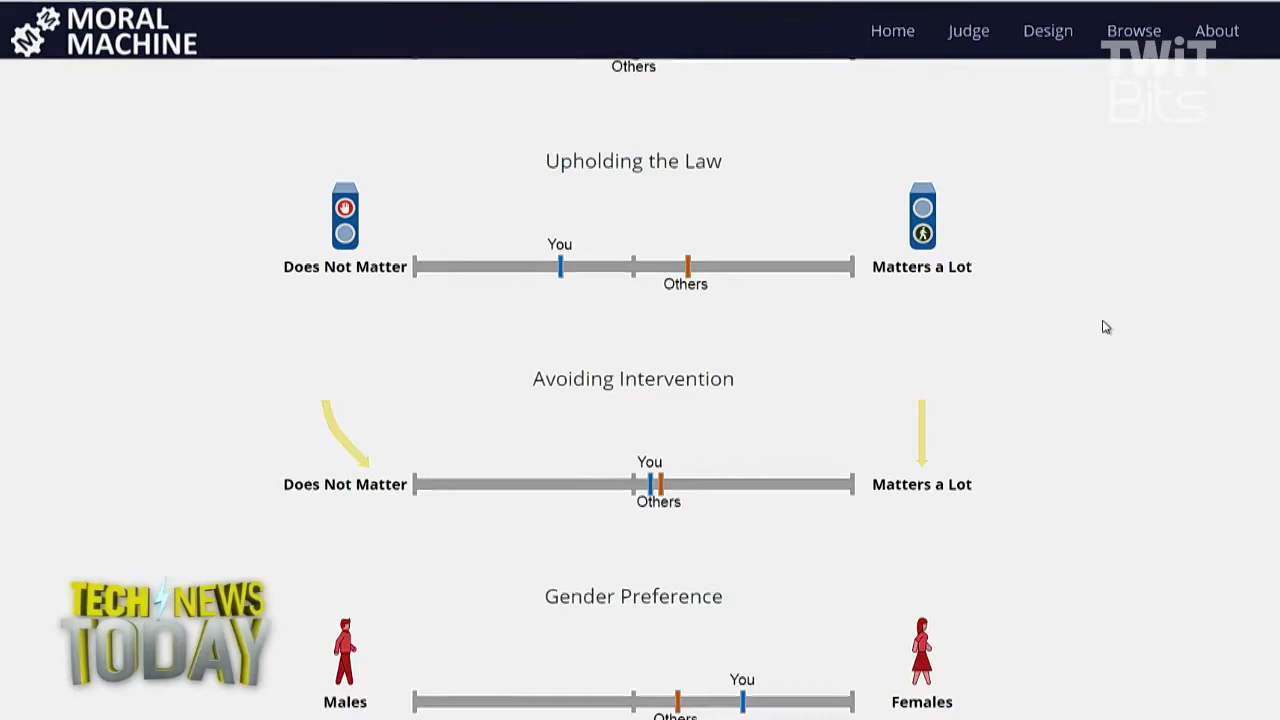 MORAL
MACHINE
Home Judge Design Browse About
TWiT
Bits
Others
Upholding the Law
You
Does Not Matter Matters a Lot
Others
Avoiding Intervention
You
Does Not Matter Matters a Lot
Others
Gender Preference
TECH NEWS
TODAY
You
Males Females
Others